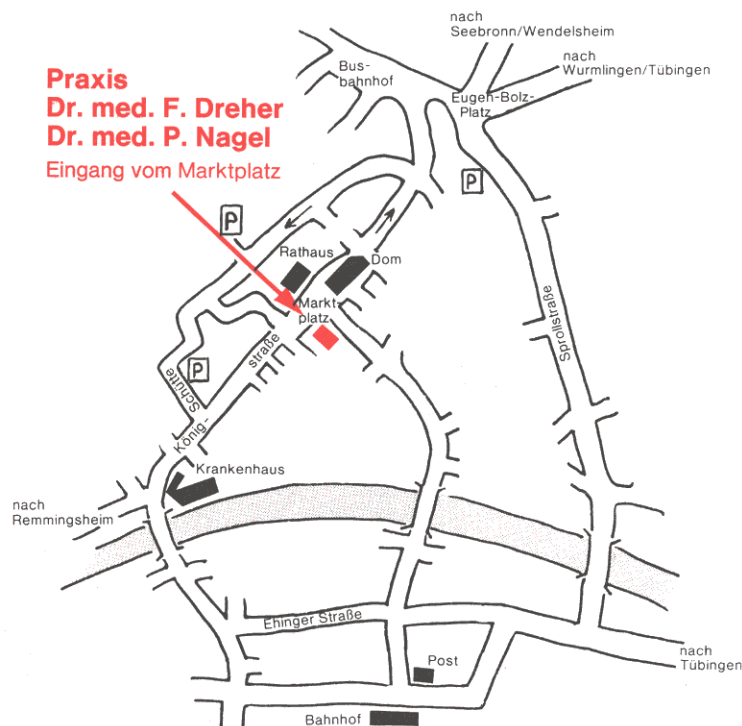 nach
Seebronn/Wendelsheim
nach
Wurmlingen/Tübingen
Bus-
bahnhof
Eugen-Bolz-
Platz
Praxis
Dr. med. F. Dreher
Dr. med. P. Nagel
Eingang vom Marktplatz
P
P
Rathaus
Dom
Markt-
platz
Sprollstraße
P
Schütte
König-
straße
Krankenhaus
nach
Remmingsheim
Ehinger Straße
nach
Tübingen
Post
Bahnhof